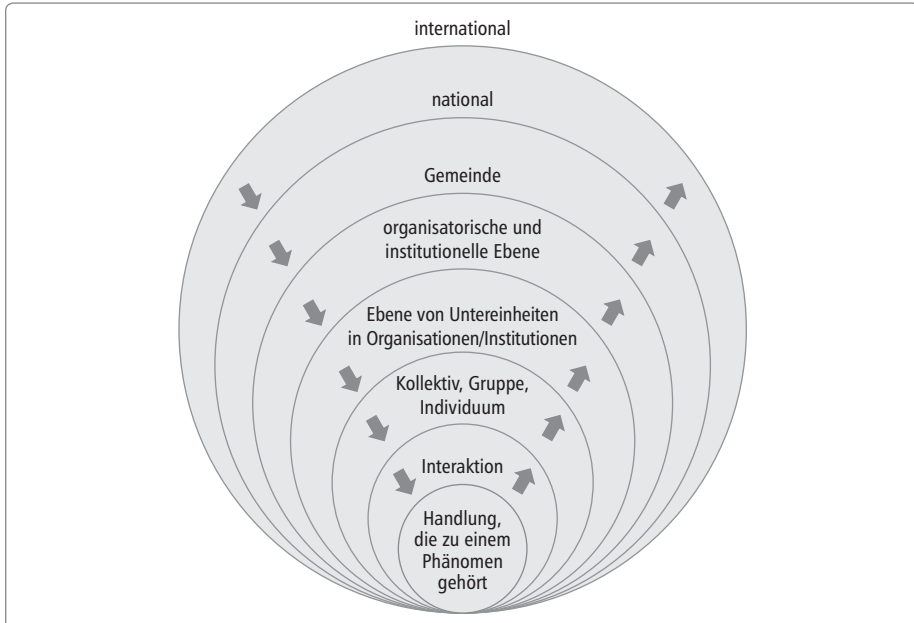 international
national
Gemeinde
organisatorische und
institutionelle Ebene
Ebene von Untereinheiten
in Organisationen/Institutionen
Kollektiv, Gruppe,
Individuum
Interaktion
Handlung,
die zu einem
Phänomen
gehört